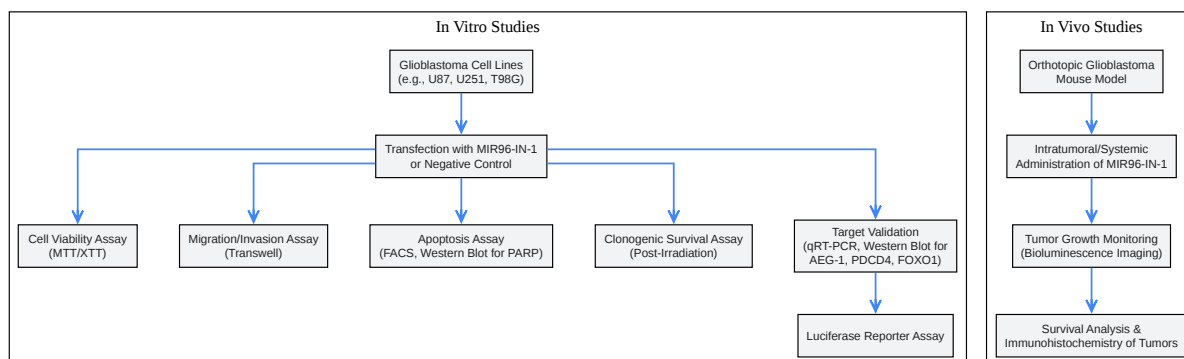 In Vitro Studies
Glioblastoma Cell Lines
(e.g., U87, U251, T98G)
Transfection with MIR96-IN-1
or Negative Control
Cell Viability Assay
(MTT/XTT)
Migration/Invasion Assay
(Transwell)
Apoptosis Assay
(FACS, Western Blot for PARP)
Clonogenic Survival Assay
(Post-Irradiation)
Target Validation
(qRT-PCR, Western Blot for
AEG-1, PDCD4, FOXO1)
Luciferase Reporter Assay
In Vivo Studies
Orthotopic Glioblastoma
Mouse Model
Intratumoral/Systemic
Administration of MIR96-IN-1
Tumor Growth Monitoring
(Bioluminescence Imaging)
Survival Analysis &
Immunohistochemistry of Tumors